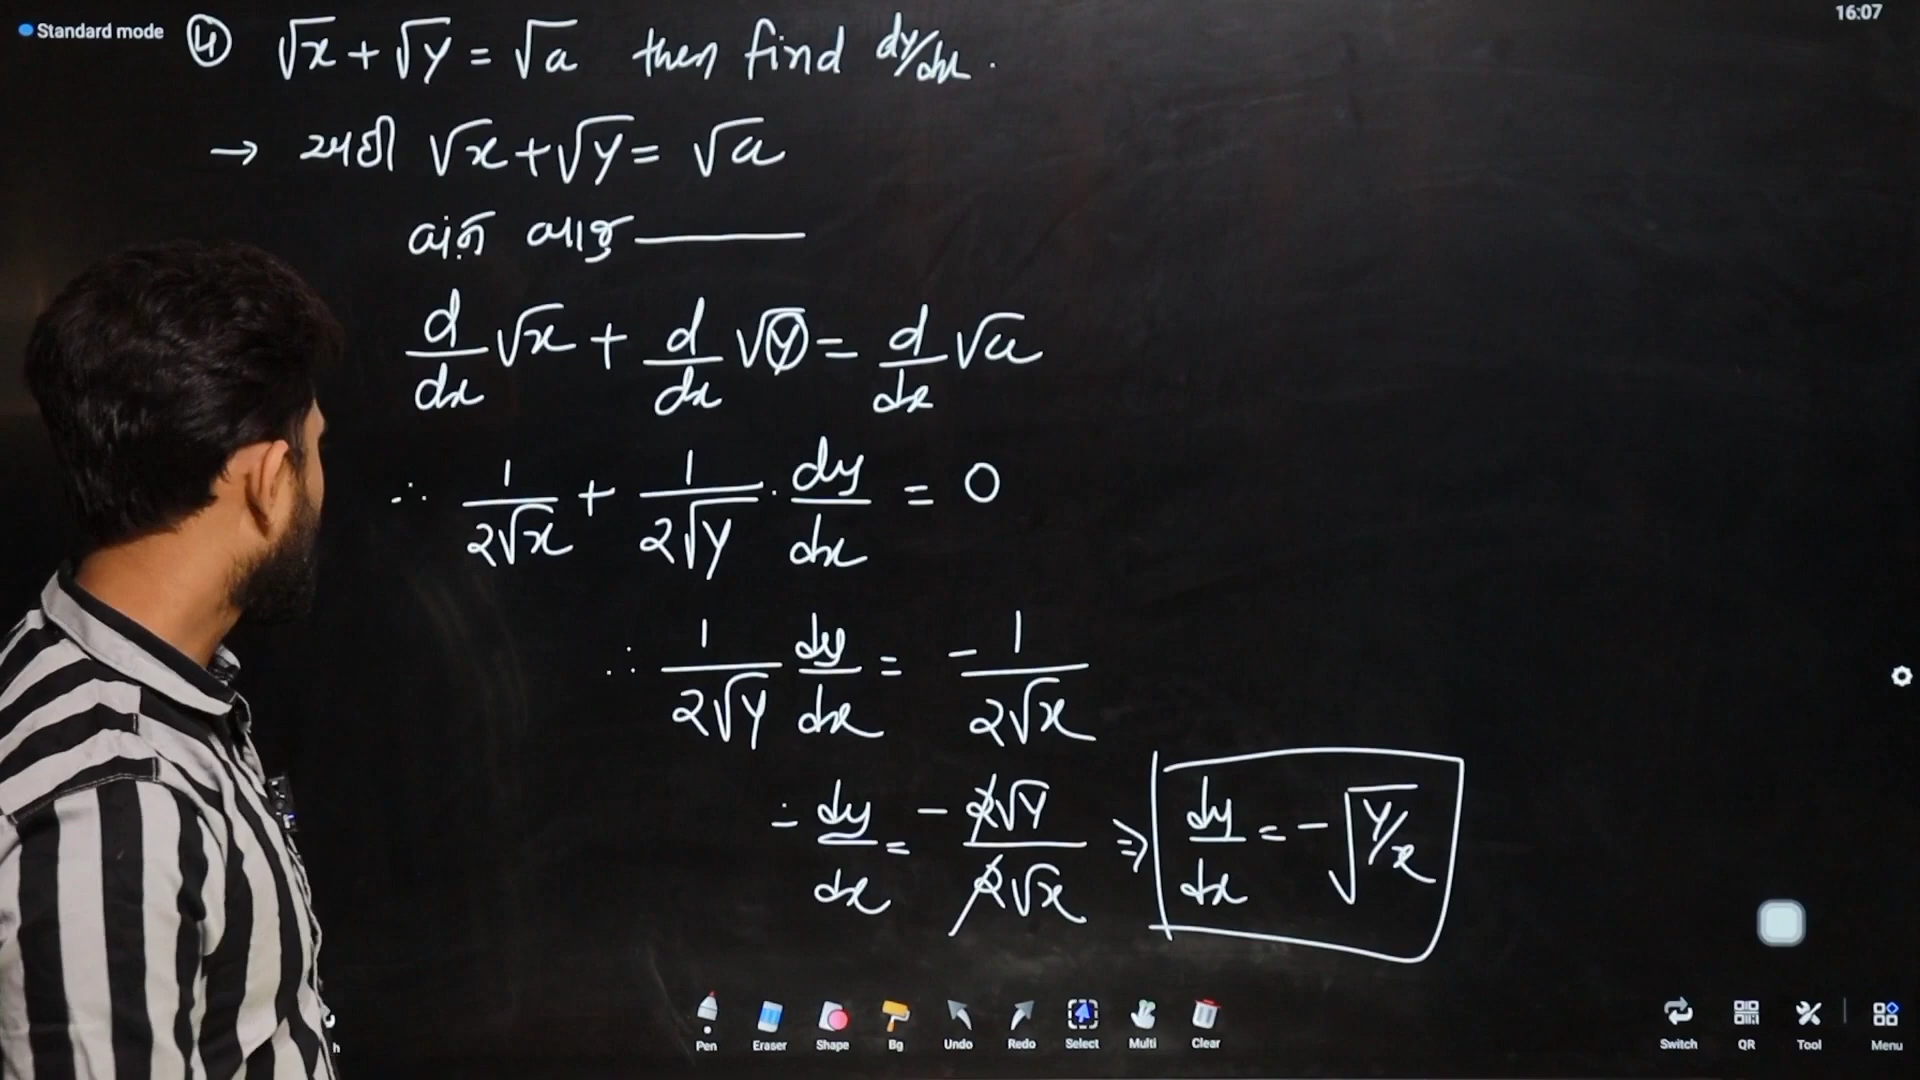 Standard mode
16:07
④ √x + √y = √a then find dy/dx.
→ અહી √x + √y = √a
બંને બાજુ ———
d/dx √x + d/dx √y = d/dx √a
∴ 1/2√x + 1/2√y · dy/dx = 0
∴ 1/2√y dy/dx = -1/2√x
∴ dy/dx = - 2√y/2√x ⇒ dy/dx = -√y/x
Pen Eraser Shape Bg Undo Redo Select Multi Clear
Switch QR Tool Menu